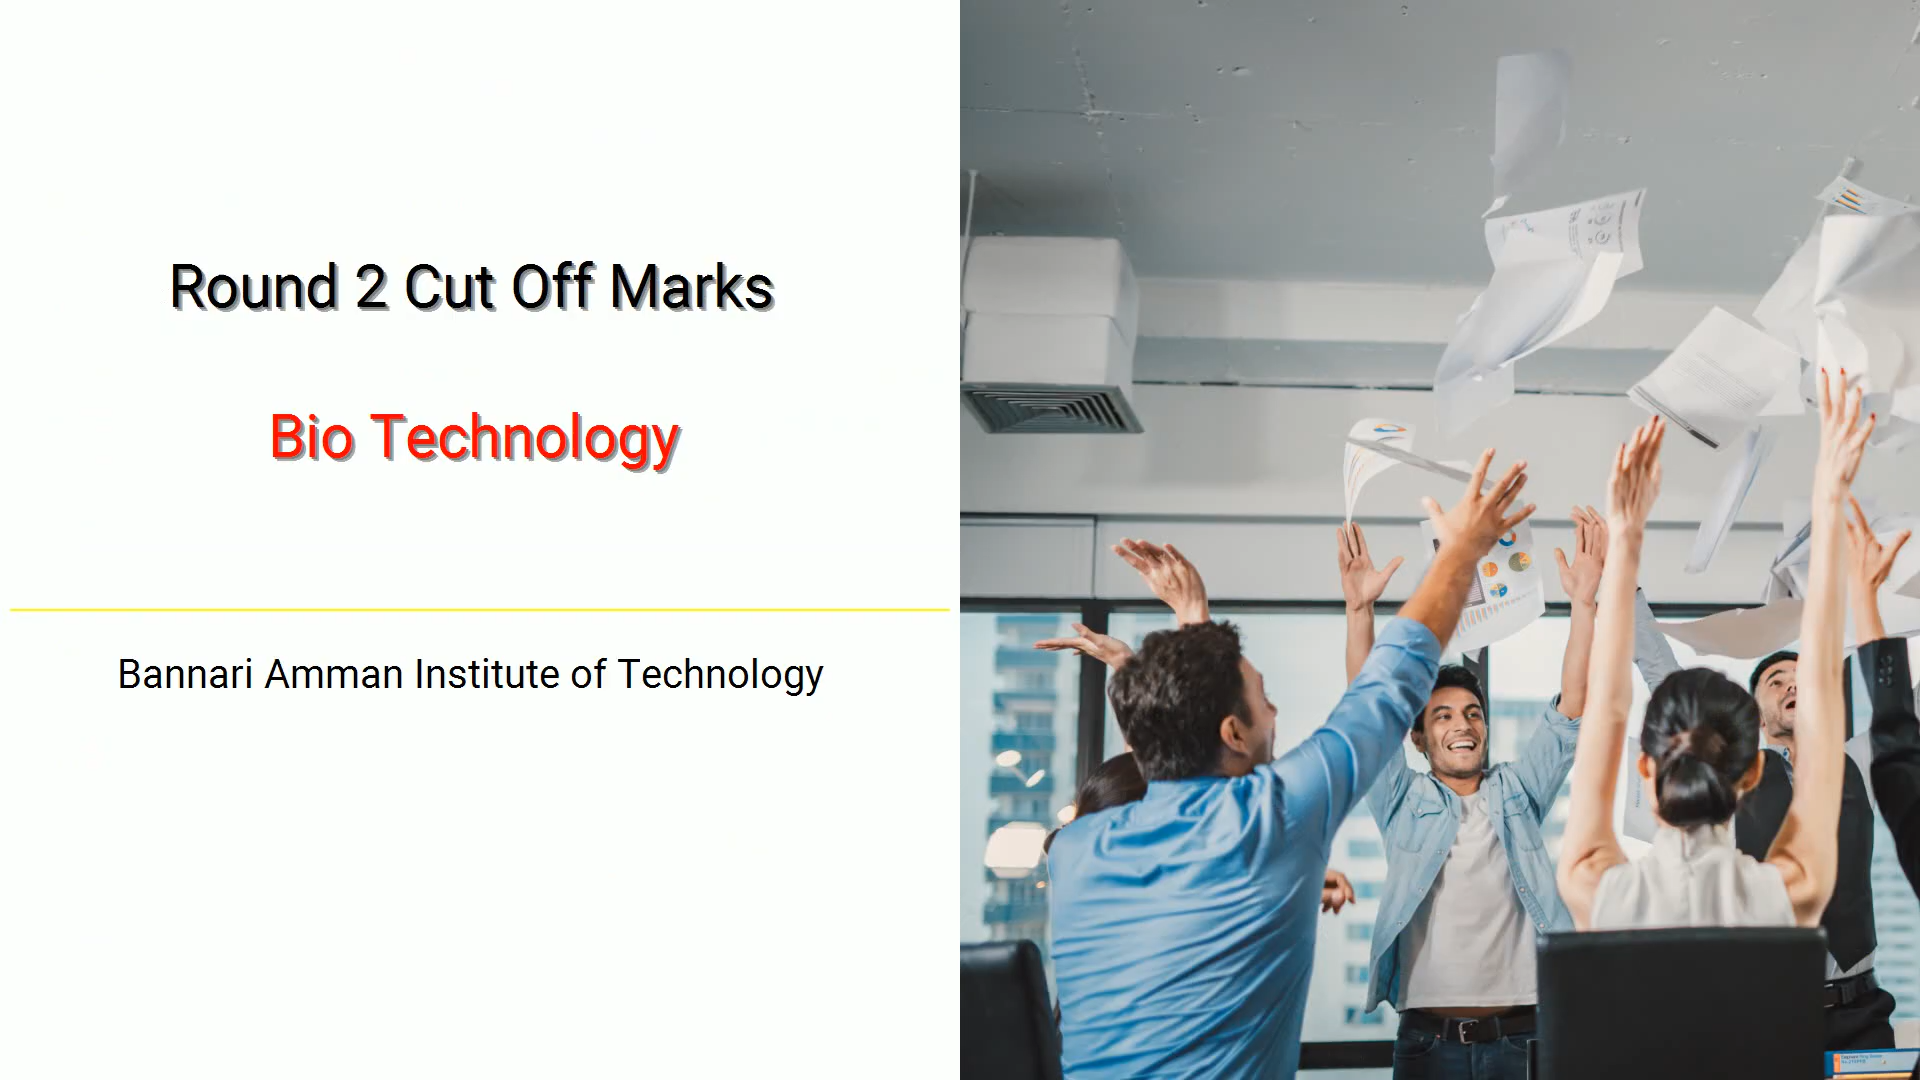 Round 2 Cut Off Marks
Bio Technology
Bannari Amman Institute of Technology